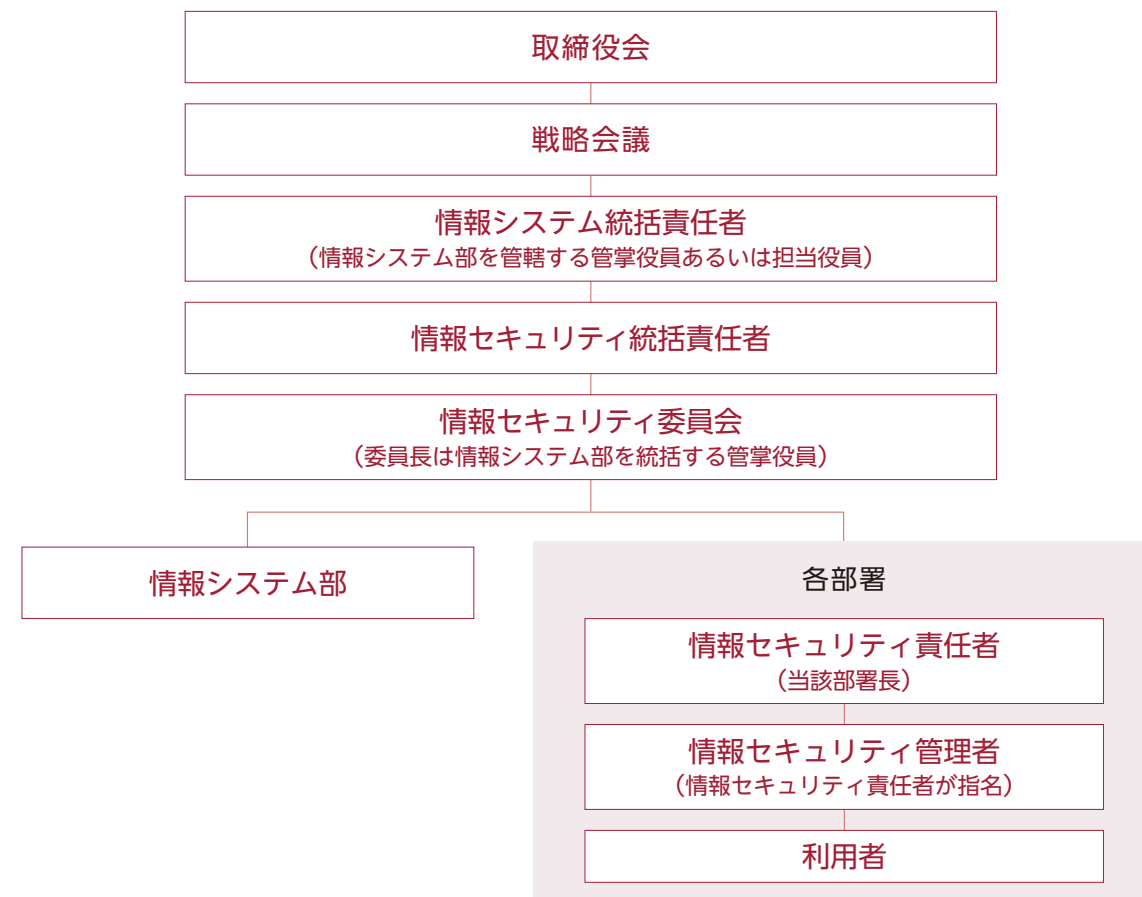 取締役会
戦略会議
情報システム統括責任者
（情報システム部を管轄する管掌役員あるいは担当役員）
情報セキュリティ統括責任者
情報セキュリティ委員会
（委員長は情報システム部を統括する管掌役員）
情報システム部
各部署
情報セキュリティ責任者
（当該部署長）
情報セキュリティ管理者
（情報セキュリティ責任者が指名）
利用者